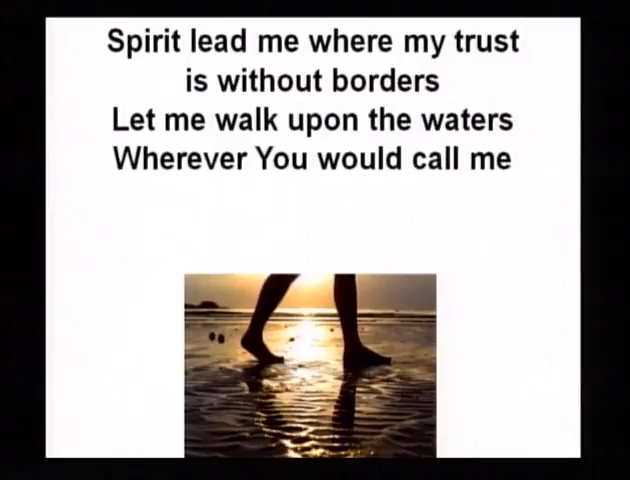 Spirit lead me where my trust
is without borders
Let me walk upon the waters
Wherever You would call me